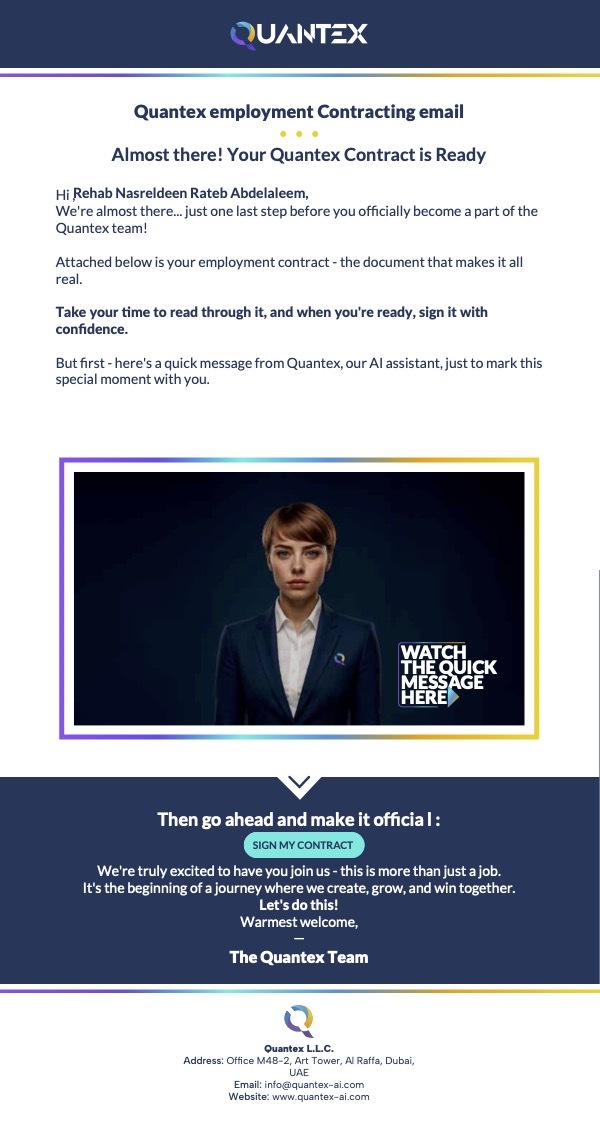 QUANTEX
Quantex employment Contracting email
Almost there! Your Quantex Contract is Ready
Hi ,Rehab Nasreldeen Rateb Abdelaleem,
We're almost there... just one last step before you officially become a part of the
Quantex team!
Attached below is your employment contract - the document that makes it all
real.
Take your time to read through it, and when you're ready, sign it with
confidence.
But first - here's a quick message from Quantex, our AI assistant, just to mark this
special moment with you.
WATCH
THE QUICK
MESSAGE
HERE
Then go ahead and make it officia l :
SIGN MY CONTRACT
We're truly excited to have you join us - this is more than just a job.
It's the beginning of a journey where we create, grow, and win together.
Let's do this!
Warmest welcome,
—
The Quantex Team
Quantex L.L.C.
Address: Office M48-2, Art Tower, Al Raffa, Dubai,
UAE
Email: info@quantex-ai.com
Website: www.quantex-ai.com